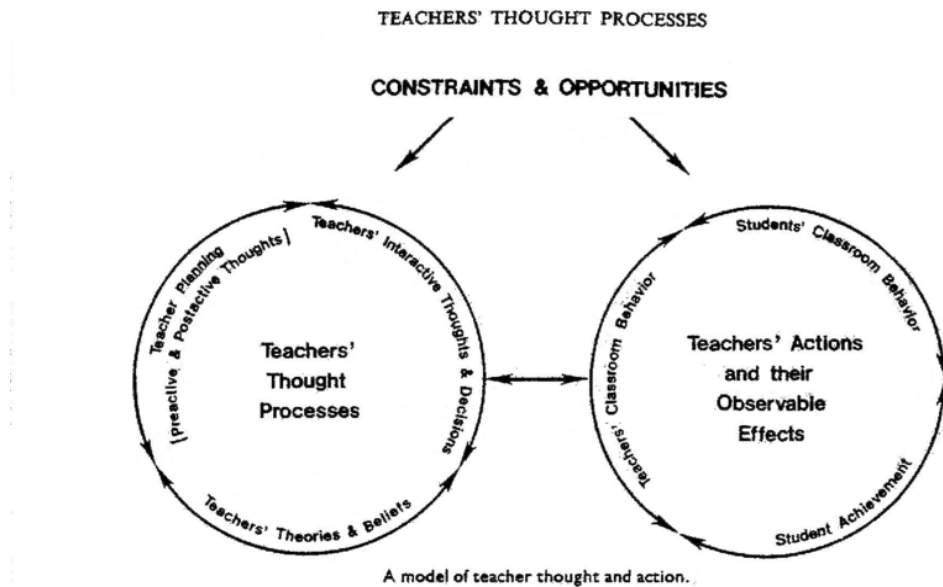 TEACHERS' THOUGHT PROCESSES
CONSTRAINTS & OPPORTUNITIES
Teacher Planning
[Preactive & Postactive Thoughts]
Teachers' Interactive Thoughts & Decisions
Teachers' Theories & Beliefs
Teachers'
Thought
Processes
Students' Classroom Behavior
Teachers' Classroom Behavior
Student Achievement
Teachers' Actions
and their
Observable
Effects
A model of teacher thought and action.